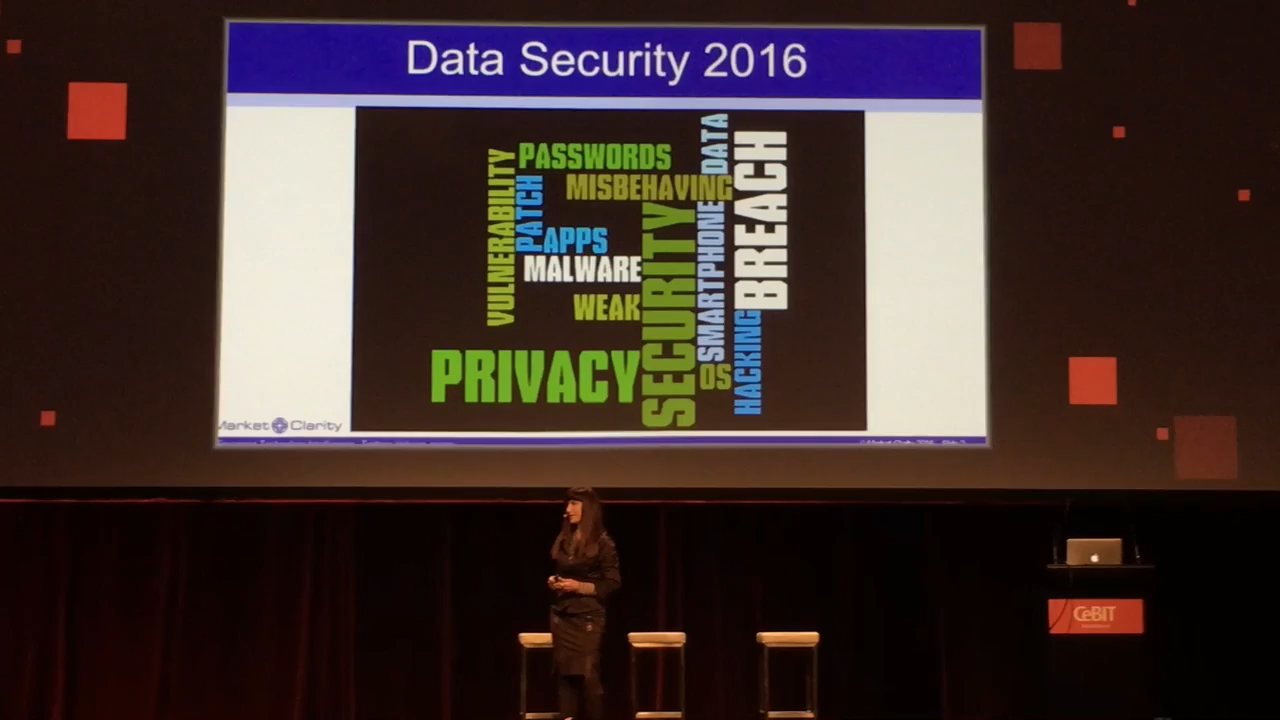 Data Security 2016
DATA
PASSWORDS
BREACH
VULNERABILITY
MISBEHAVING
PATCH
SMARTPHONE
SECURITY
APPS
MALWARE
WEAK
HACKING
PRIVACY
OS
Market Clarity
CeBIT